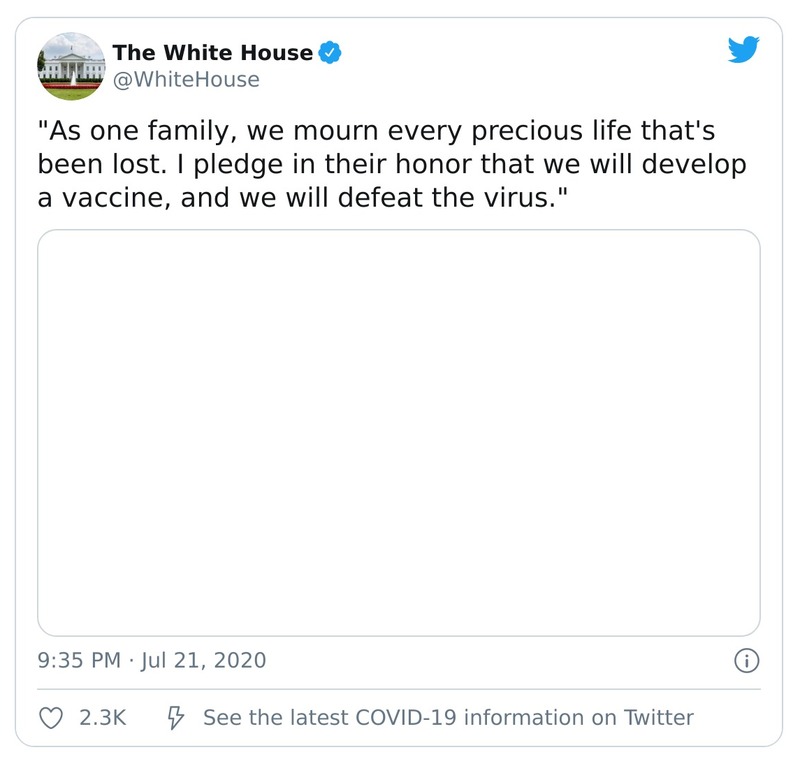 The White House
@WhiteHouse
"As one family, we mourn every precious life that's
been lost. I pledge in their honor that we will develop
a vaccine, and we will defeat the virus."
9:35 PM · Jul 21, 2020
2.3K See the latest COVID-19 information on Twitter